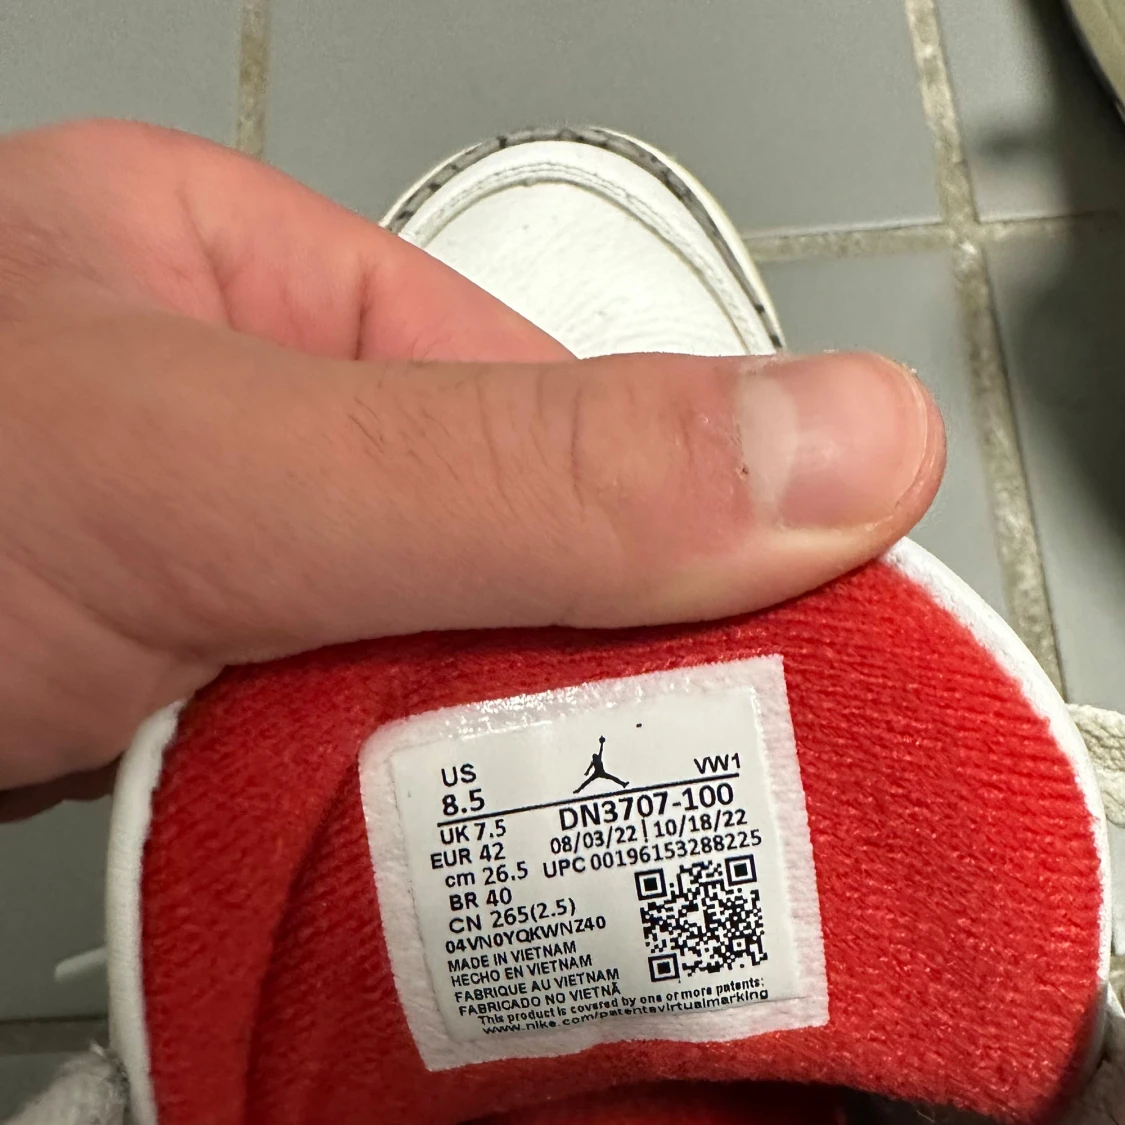 US
8.5
VW1
DN3707-100
UK 7.5
08/03/22 | 10/18/22
EUR 42
UPC 00196153288225
cm 26.5
BR 40
CN 265(2.5)
04VN0YQKWNZ40
MADE IN VIETNAM
HECHO EN VIETNAM
FABRIQUE AU VIETNAM
FABRICADO NO VIETNÃ
This product is covered by one or more patents:
www.nike.com/patentsvirtualmarking